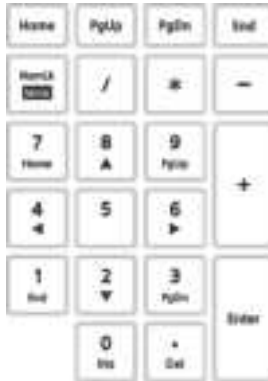 Home PgUp PgDn End
NumLk
/ * -
7 8 9
Home ▲ PgUp
+
4 5 6
◄ ►
1 2 3
End ▼ PgDn
Enter
0 .
Ins Del